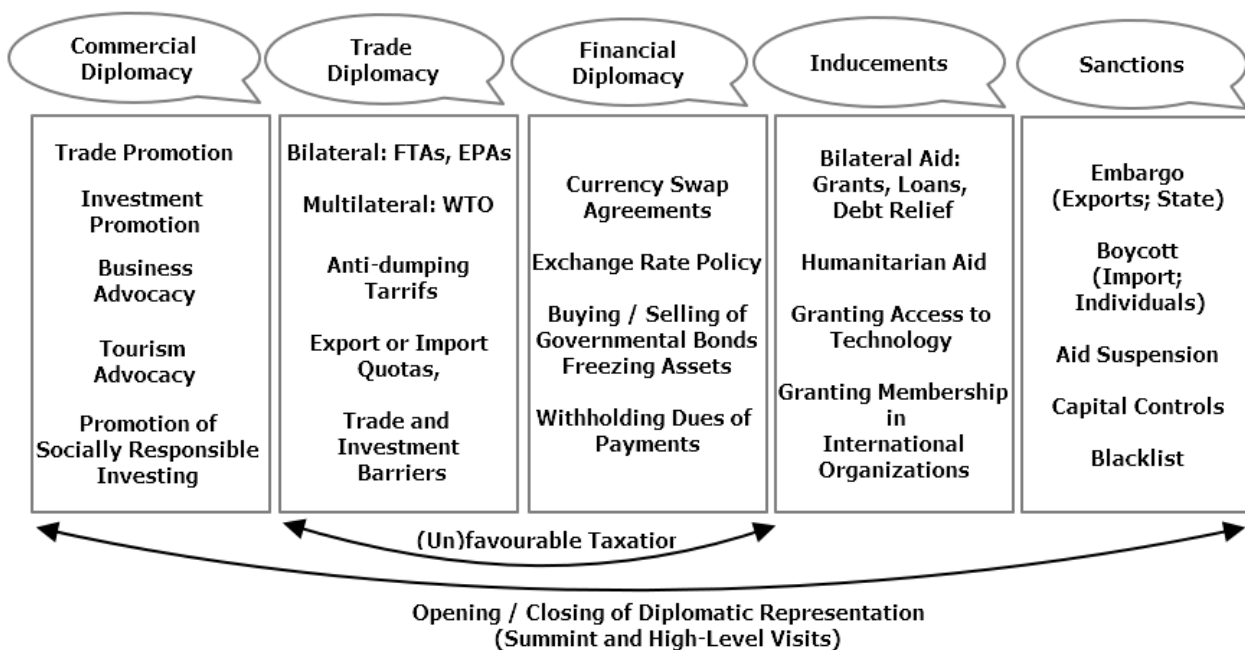 Commercial
Diplomacy
Trade
Diplomacy
Financial
Diplomacy
Inducements
Sanctions
Trade Promotion
Investment
Promotion
Business
Advocacy
Tourism
Advocacy
Promotion of
Socially Responsible
Investing
Bilateral: FTAs, EPAs
Multilateral: WTO
Anti-dumping
Tarrifs
Export or Import
Quotas,
Trade and
Investment
Barriers
Currency Swap
Agreements
Exchange Rate Policy
Buying / Selling of
Governmental Bonds
Freezing Assets
Withholding Dues of
Payments
Bilateral Aid:
Grants, Loans,
Debt Relief
Humanitarian Aid
Granting Access to
Technology
Granting Membership
in
International
Organizations
Embargo
(Exports; State)
Boycott
(Import;
Individuals)
Aid Suspension
Capital Controls
Blacklist
(Un)favourable Taxatior
Opening / Closing of Diplomatic Representation
(Summint and High-Level Visits)